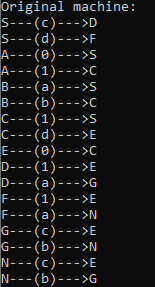 Original machine:
S---(c)--->D
S---(d)--->F
A---(0)--->S
A---(1)--->C
B---(a)--->S
B---(b)--->C
C---(1)--->S
C---(d)--->E
E---(0)--->C
D---(1)--->E
D---(a)--->G
F---(1)--->E
F---(a)--->N
G---(c)--->E
G---(b)--->N
N---(c)--->E
N---(b)--->G